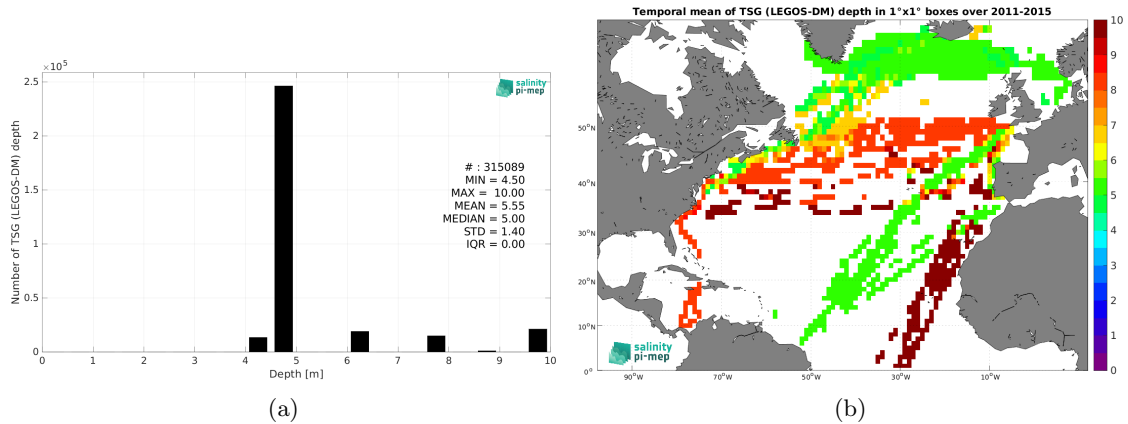 ×10⁵
2.5
2
1.5
1
0.5
0
Number of TSG (LEGOS-DM) depth
salinity
pi-mep
# : 315089
MIN = 4.50
MAX = 10.00
MEAN = 5.55
MEDIAN = 5.00
STD = 1.40
IQR = 0.00
0 1 2 3 4 5 6 7 8 9 10
Depth [m]
(a)
Temporal mean of TSG (LEGOS-DM) depth in 1°x1° boxes over 2011-2015
50°N
40°N
30°N
20°N
10°N
0°
90°W 70°W 50°W 30°W 10°W
salinity
pi-mep
10
9
8
7
6
5
4
3
2
1
0
(b)